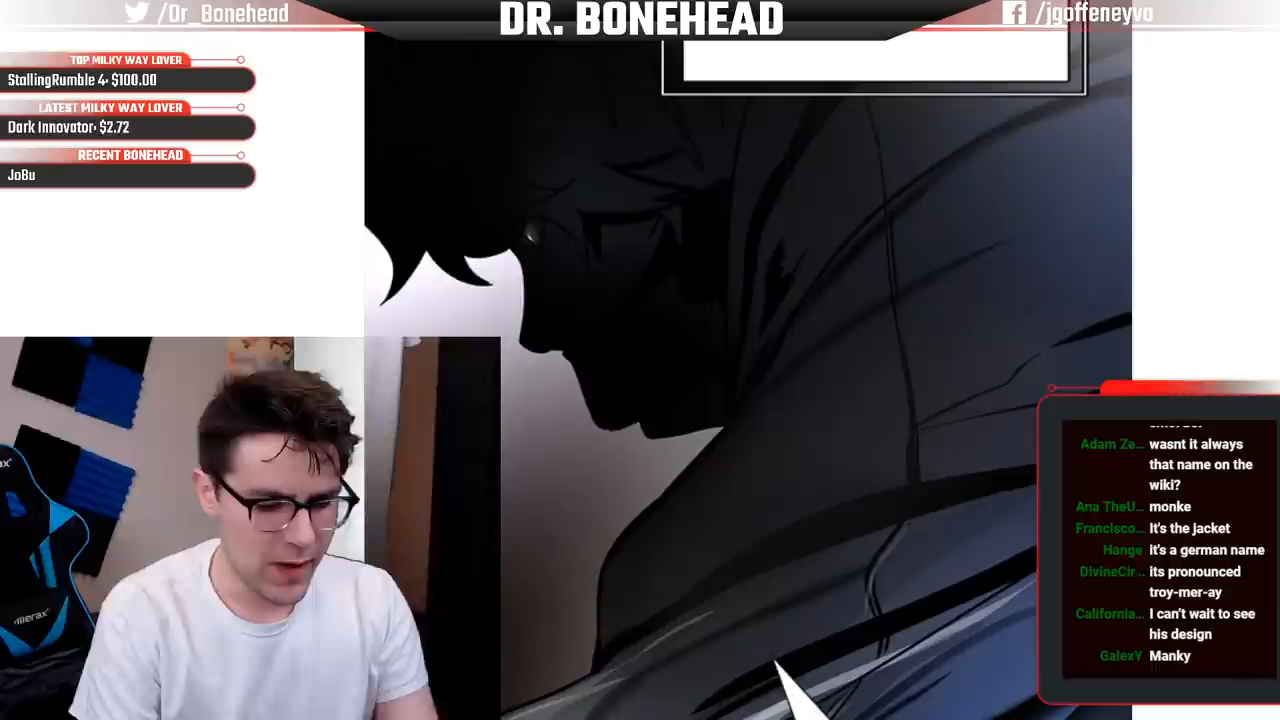 /Dr_Bonehead
DR. BONEHEAD
/jgoffeneyva
TOP MILKY WAY LOVER
StallingRumble 4: $100.00
LATEST MILKY WAY LOVER
Dark Innovator: $2.72
RECENT BONEHEAD
JoBu
Adam Ze... wasnt it always
that name on the
wiki?
Ana TheU... monke
Francisco... It's the jacket
Hange it's a german name
DivineCir... its pronounced
troy-mer-ay
California... I can't wait to see
his design
GalexY Manky